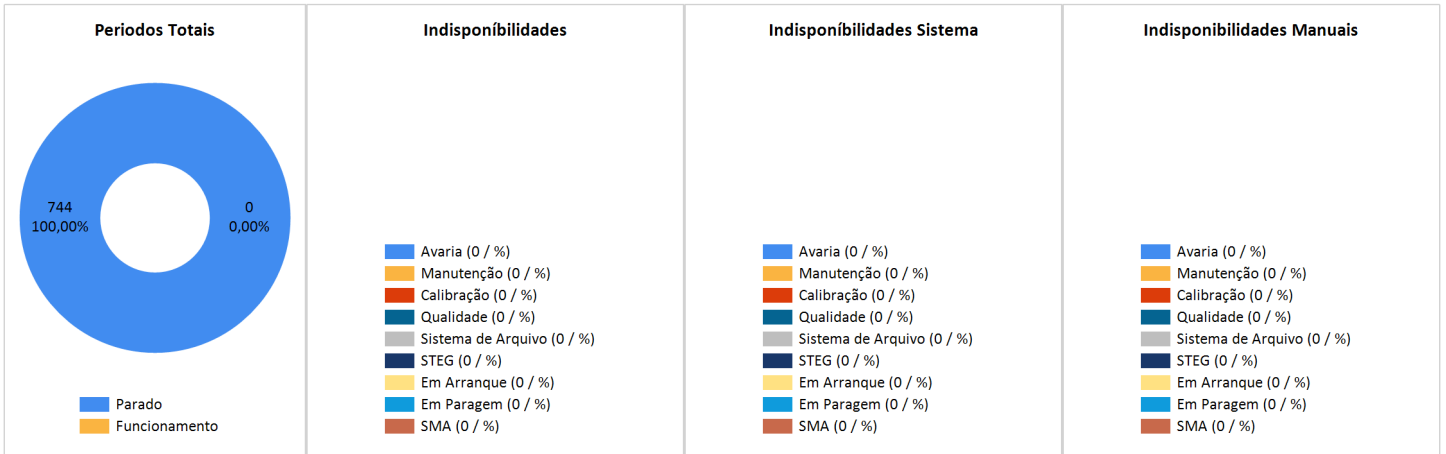 Periodos Totais
744
100,00%
0
0,00%
Parado
Funcionamento
Indisponíbilidades
Avaria (0 / %)
Manutenção (0 / %)
Calibração (0 / %)
Qualidade (0 / %)
Sistema de Arquivo (0 / %)
STEG (0 / %)
Em Arranque (0 / %)
Em Paragem (0 / %)
SMA (0 / %)
Indisponíbilidades Sistema
Avaria (0 / %)
Manutenção (0 / %)
Calibração (0 / %)
Qualidade (0 / %)
Sistema de Arquivo (0 / %)
STEG (0 / %)
Em Arranque (0 / %)
Em Paragem (0 / %)
SMA (0 / %)
Indisponíbilidades Manuais
Avaria (0 / %)
Manutenção (0 / %)
Calibração (0 / %)
Qualidade (0 / %)
Sistema de Arquivo (0 / %)
STEG (0 / %)
Em Arranque (0 / %)
Em Paragem (0 / %)
SMA (0 / %)